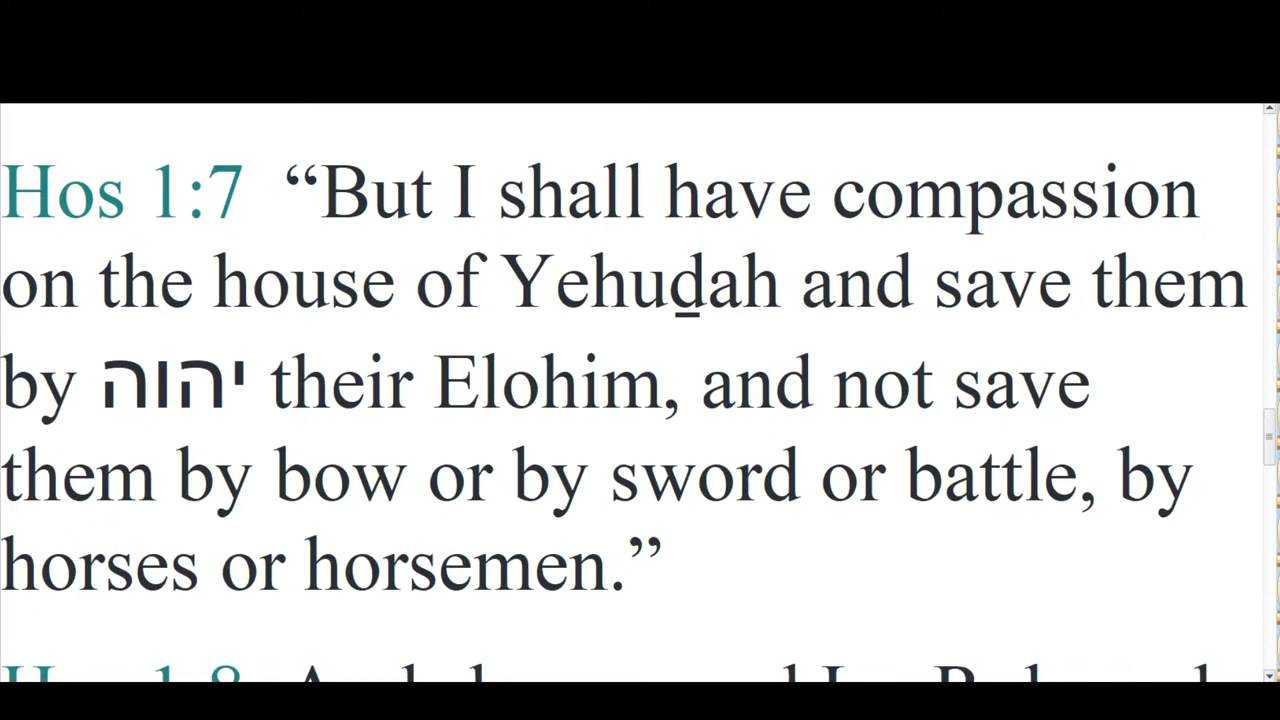 Hos 1:7 “But I shall have compassion
on the house of Yehuḏah and save them
by יהוה their Elohim, and not save
them by bow or by sword or battle, by
horses or horsemen.”